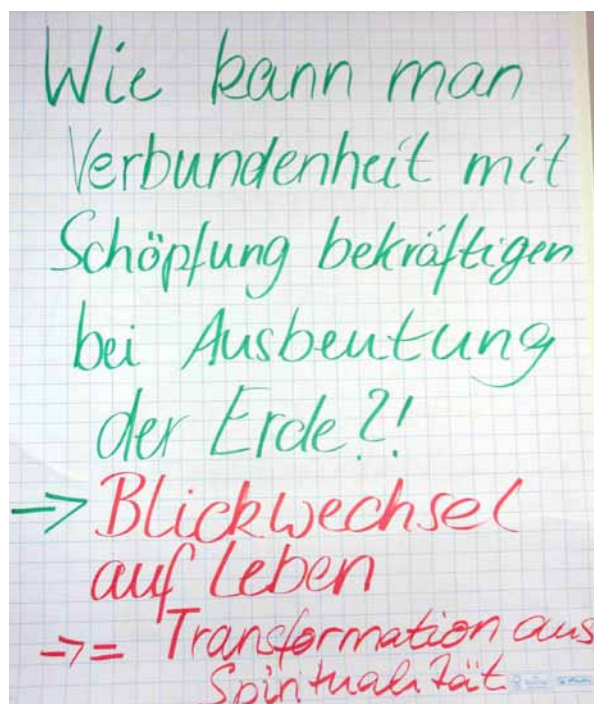 Wie kann man
Verbundenheit mit
Schöpfung bekräftigen
bei Ausbeutung
der Erde?!
-> Blickwechsel
auf Leben
->= Transformation aus
Spiritualität